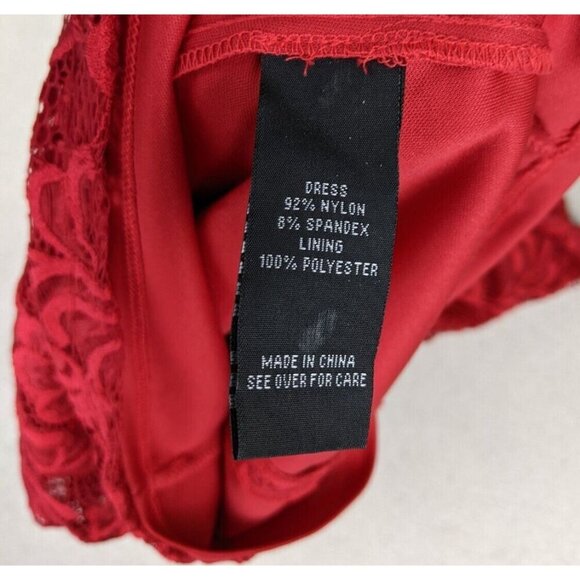 DRESS
92% NYLON
8% SPANDEX
LINING
100% POLYESTER
MADE IN CHINA
SEE OVER FOR CARE